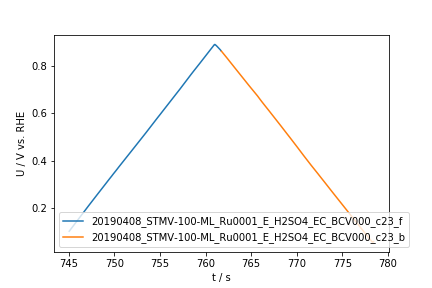 0.8
0.6
0.4
0.2
U / V vs. RHE
20190408_STMV-100-ML_Ru0001_E_H2SO4_EC_BCV000_c23_f
20190408_STMV-100-ML_Ru0001_E_H2SO4_EC_BCV000_c23_b
745 750 755 760 765 770 775 780
t / s